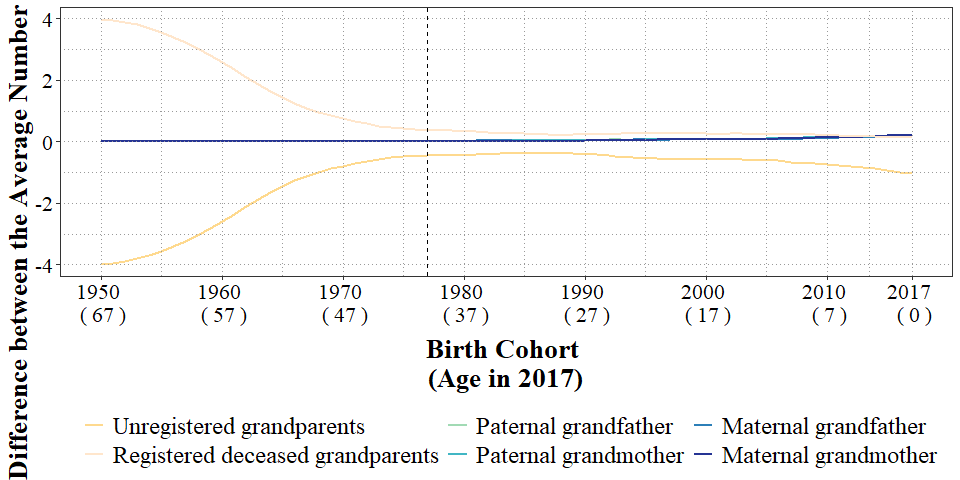 Difference between the Average Number
4
2
0
-2
-4
1950 1960 1970 1980 1990 2000 2010 2017
( 67 ) ( 57 ) ( 47 ) ( 37 ) ( 27 ) ( 17 ) ( 7 ) ( 0 )
Birth Cohort
(Age in 2017)
Unregistered grandparents Paternal grandfather Maternal grandfather
Registered deceased grandparents Paternal grandmother Maternal grandmother